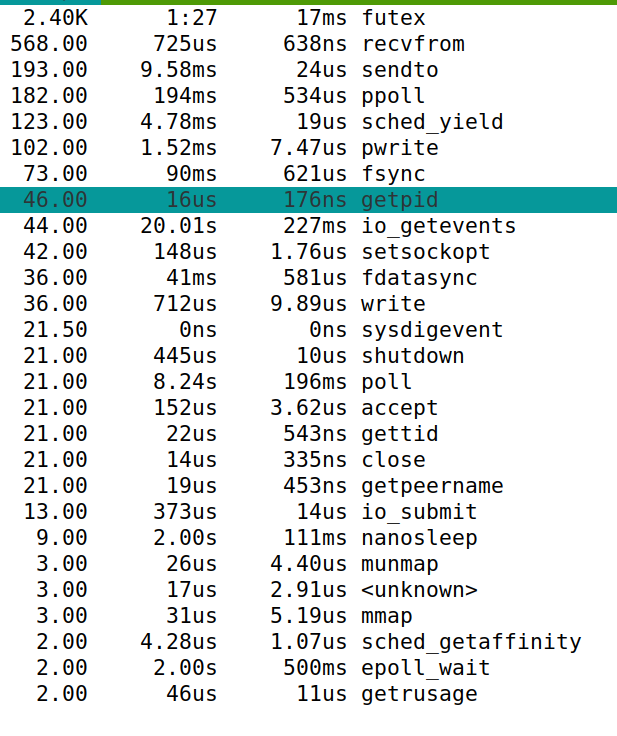 2.40K 1:27 17ms futex
568.00 725us 638ns recvfrom
193.00 9.58ms 24us sendto
182.00 194ms 534us ppoll
123.00 4.78ms 19us sched_yield
102.00 1.52ms 7.47us pwrite
73.00 90ms 621us fsync
46.00 16us 176ns getpid
44.00 20.01s 227ms io_getevents
42.00 148us 1.76us setsockopt
36.00 41ms 581us fdatasync
36.00 712us 9.89us write
21.50 0ns 0ns sysdigevent
21.00 445us 10us shutdown
21.00 8.24s 196ms poll
21.00 152us 3.62us accept
21.00 22us 543ns gettid
21.00 14us 335ns close
21.00 19us 453ns getpeername
13.00 373us 14us io_submit
9.00 2.00s 111ms nanosleep
3.00 26us 4.40us munmap
3.00 17us 2.91us <unknown>
3.00 31us 5.19us mmap
2.00 4.28us 1.07us sched_getaffinity
2.00 2.00s 500ms epoll_wait
2.00 46us 11us getrusage